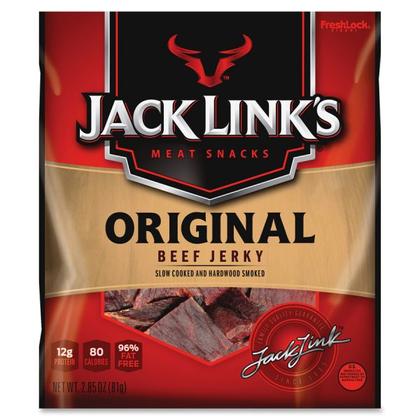 FreshLock.
™
JACK LINK'S
MEAT SNACKS
ORIGINAL
BEEF JERKY
SLOW COOKED AND HARDWOOD SMOKED
12g
PROTEIN
80
CALORIES
96%
FAT FREE
Jack Link
NET WT. 2.85 OZ (81g)